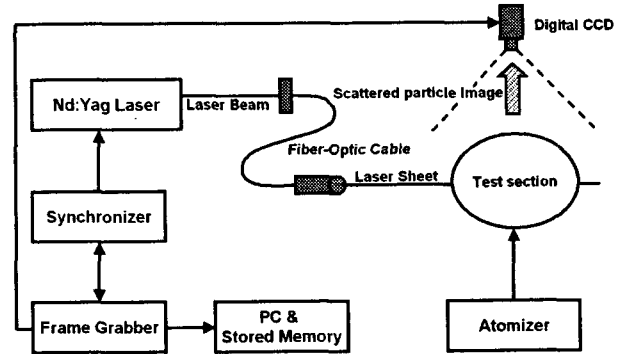 Digital CCD
Nd:Yag Laser
Laser Beam
Scattered particle Image
Fiber-Optic Cable
Laser Sheet
Test section
Synchronizer
Frame Grabber
PC &
Stored Memory
Atomizer